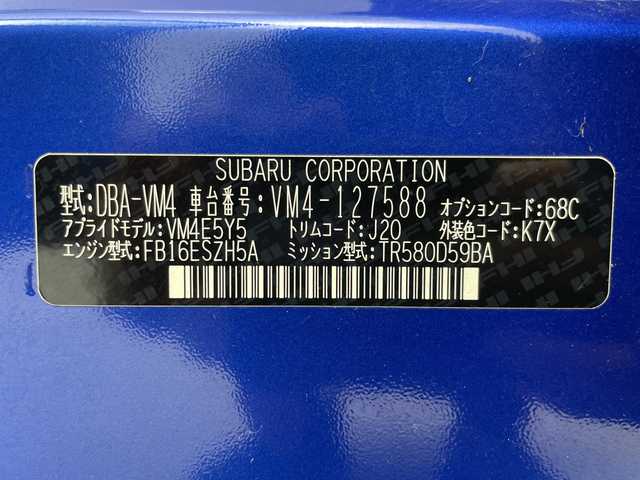 SUBARU CORPORATION
型式:DBA-VM4 車台番号:VM4-127588 オプションコード:68C
アプライドモデル:VM4E5Y5 トリムコード:J20 外装色コード:K7X
エンジン型式:FB16ESZH5A ミッション型式:TR580D59BA